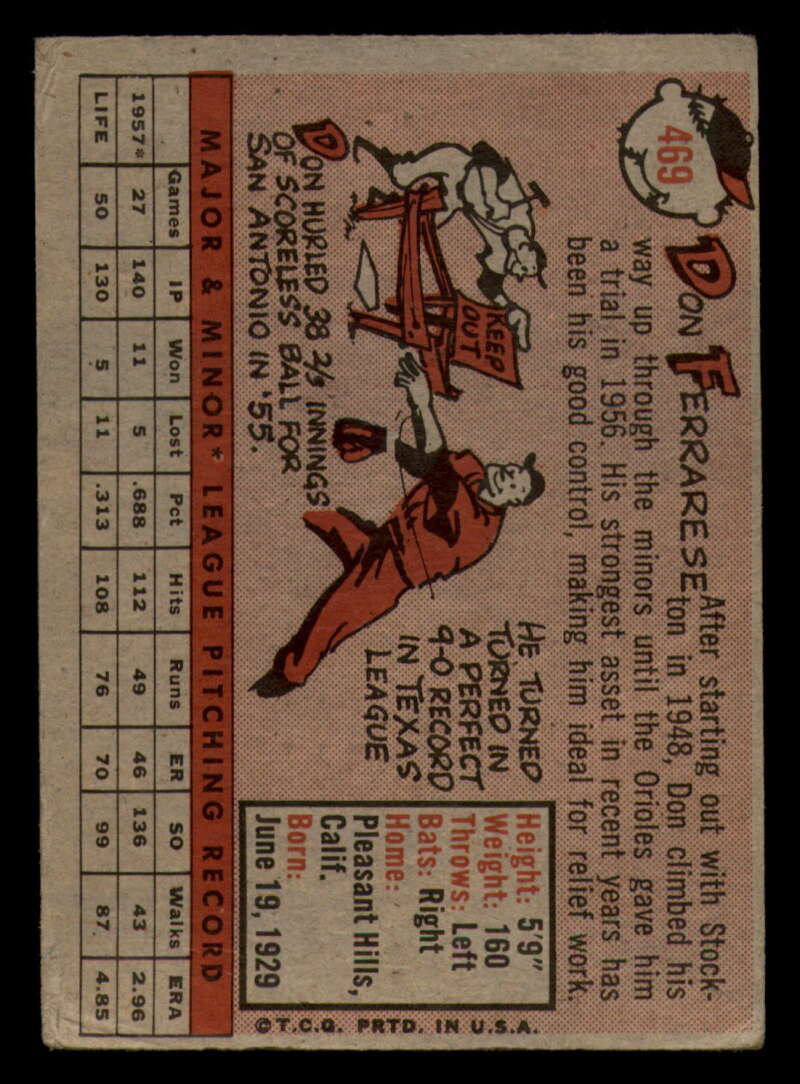 469
DON FERRARESE
After starting out with Stock-
ton in 1948, Don climbed his
way up through the minors until the Orioles gave him
a trial in 1956. His strongest asset in recent years has
been his good control, making him ideal for relief work.
KEEP
OUT
DON HURLED 38 2/3 INNINGS
OF SCORELESS BALL FOR
SAN ANTONIO IN '55.
HE TURNED
TURNED IN
A PERFECT
9-0 RECORD
IN TEXAS
LEAGUE
Height: 5'9"
Weight: 160
Throws: Left
Bats: Right
Home:
Pleasant Hills,
Calif.
Born:
June 19, 1929
MAJOR & MINOR* LEAGUE PITCHING RECORD
Games IP Won Lost Pct Hits Runs ER SO Walks ERA
1957* 27 140 11 5 .688 112 49 46 136 43 2.96
LIFE 50 130 5 11 .313 108 76 70 99 87 4.85
©T.C.G. PRTD. IN U.S.A.